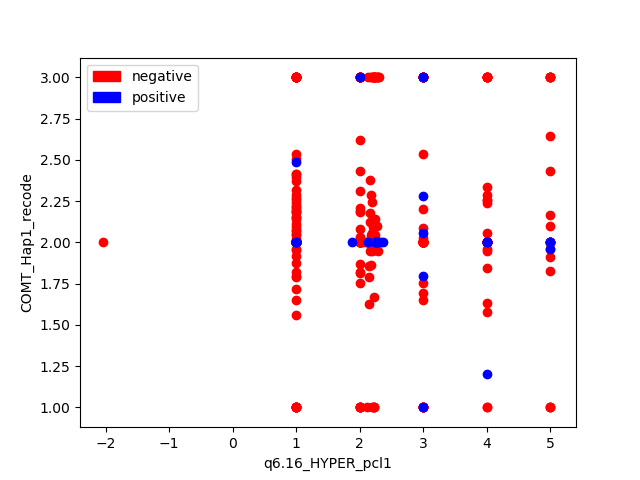 negative
positive
3.00
2.75
2.50
2.25
2.00
1.75
1.50
1.25
1.00
COMT_Hap1_recode
−2 −1 0 1 2 3 4 5
q6.16_HYPER_pcl1